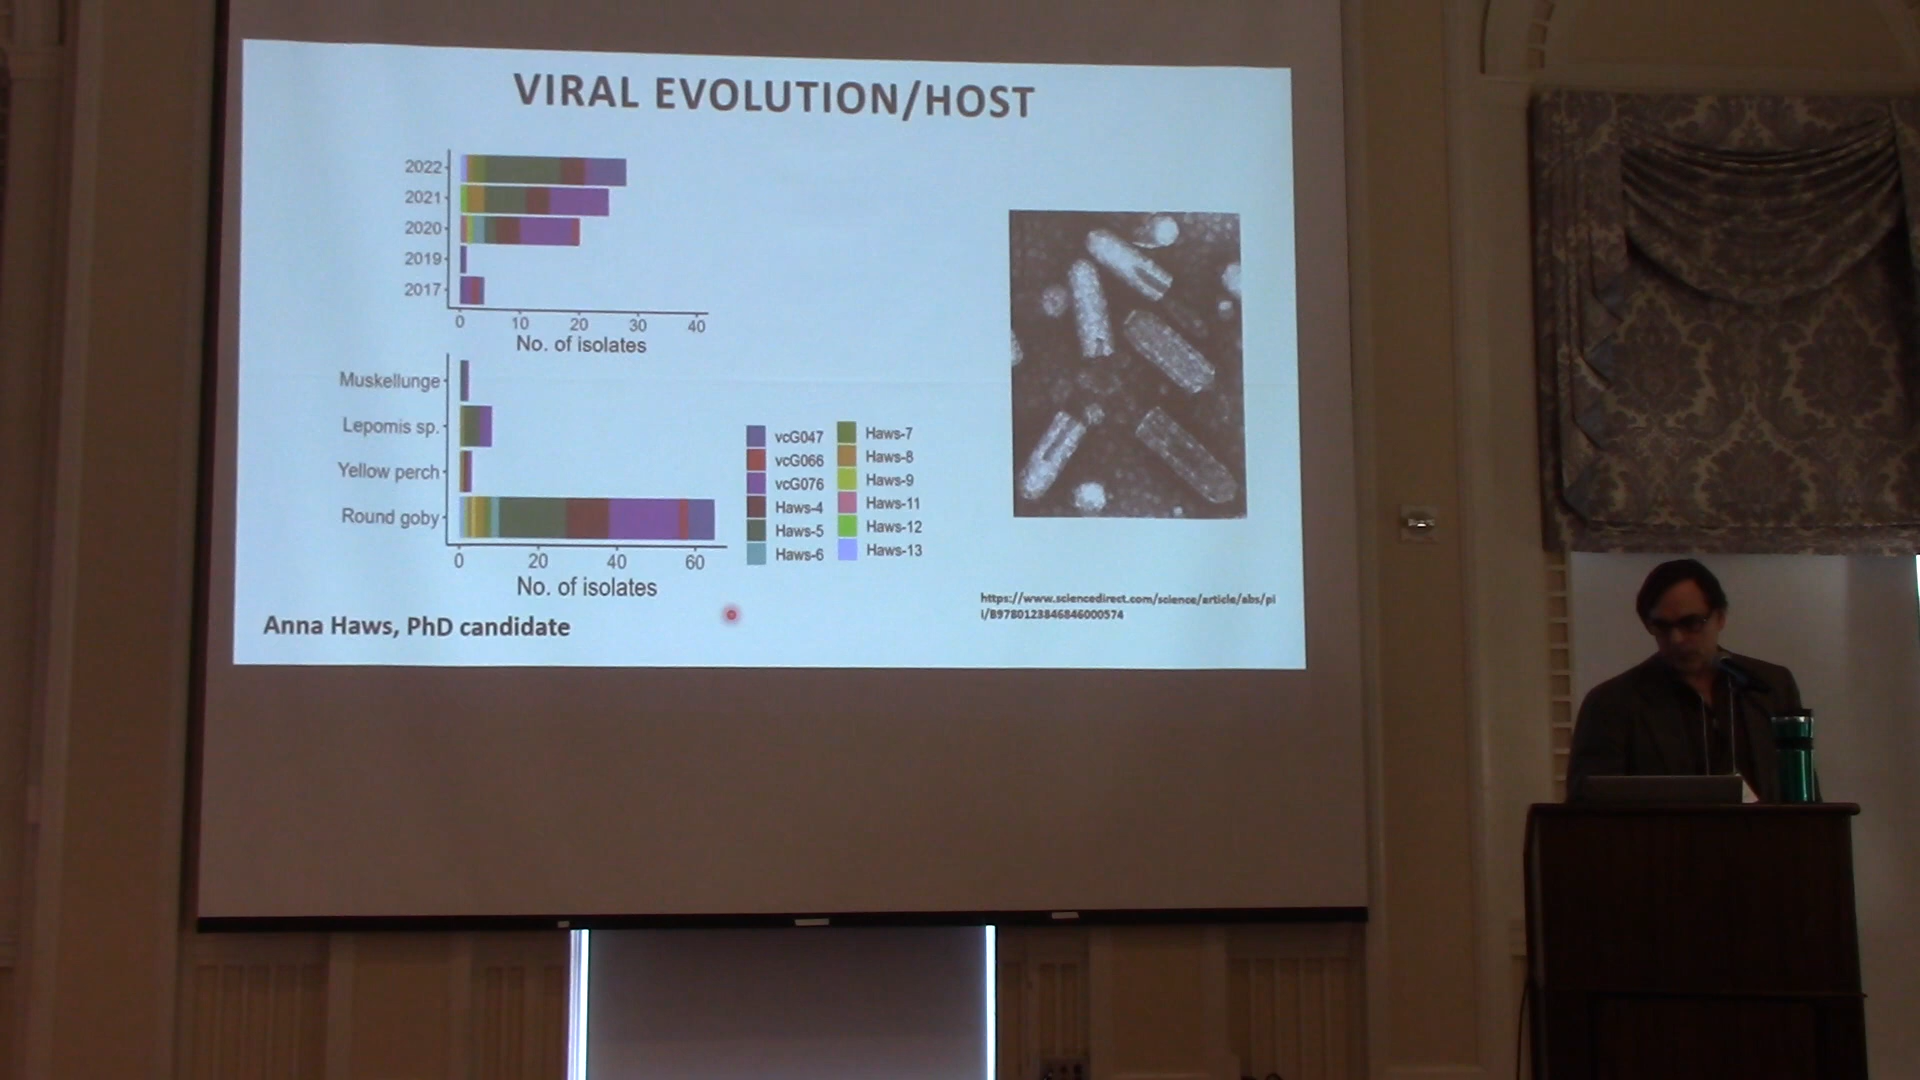 VIRAL EVOLUTION/HOST
2022
2021
2020
2019
2017
0 10 20 30 40
No. of isolates
Muskellunge
Lepomis sp.
Yellow perch
Round goby
0 20 40 60
No. of isolates
vcG047
vcG066
vcG076
Haws-4
Haws-5
Haws-6
Haws-7
Haws-8
Haws-9
Haws-11
Haws-12
Haws-13
https://www.sciencedirect.com/science/article/abs/pi
i/B9780123846846000574
Anna Haws, PhD candidate